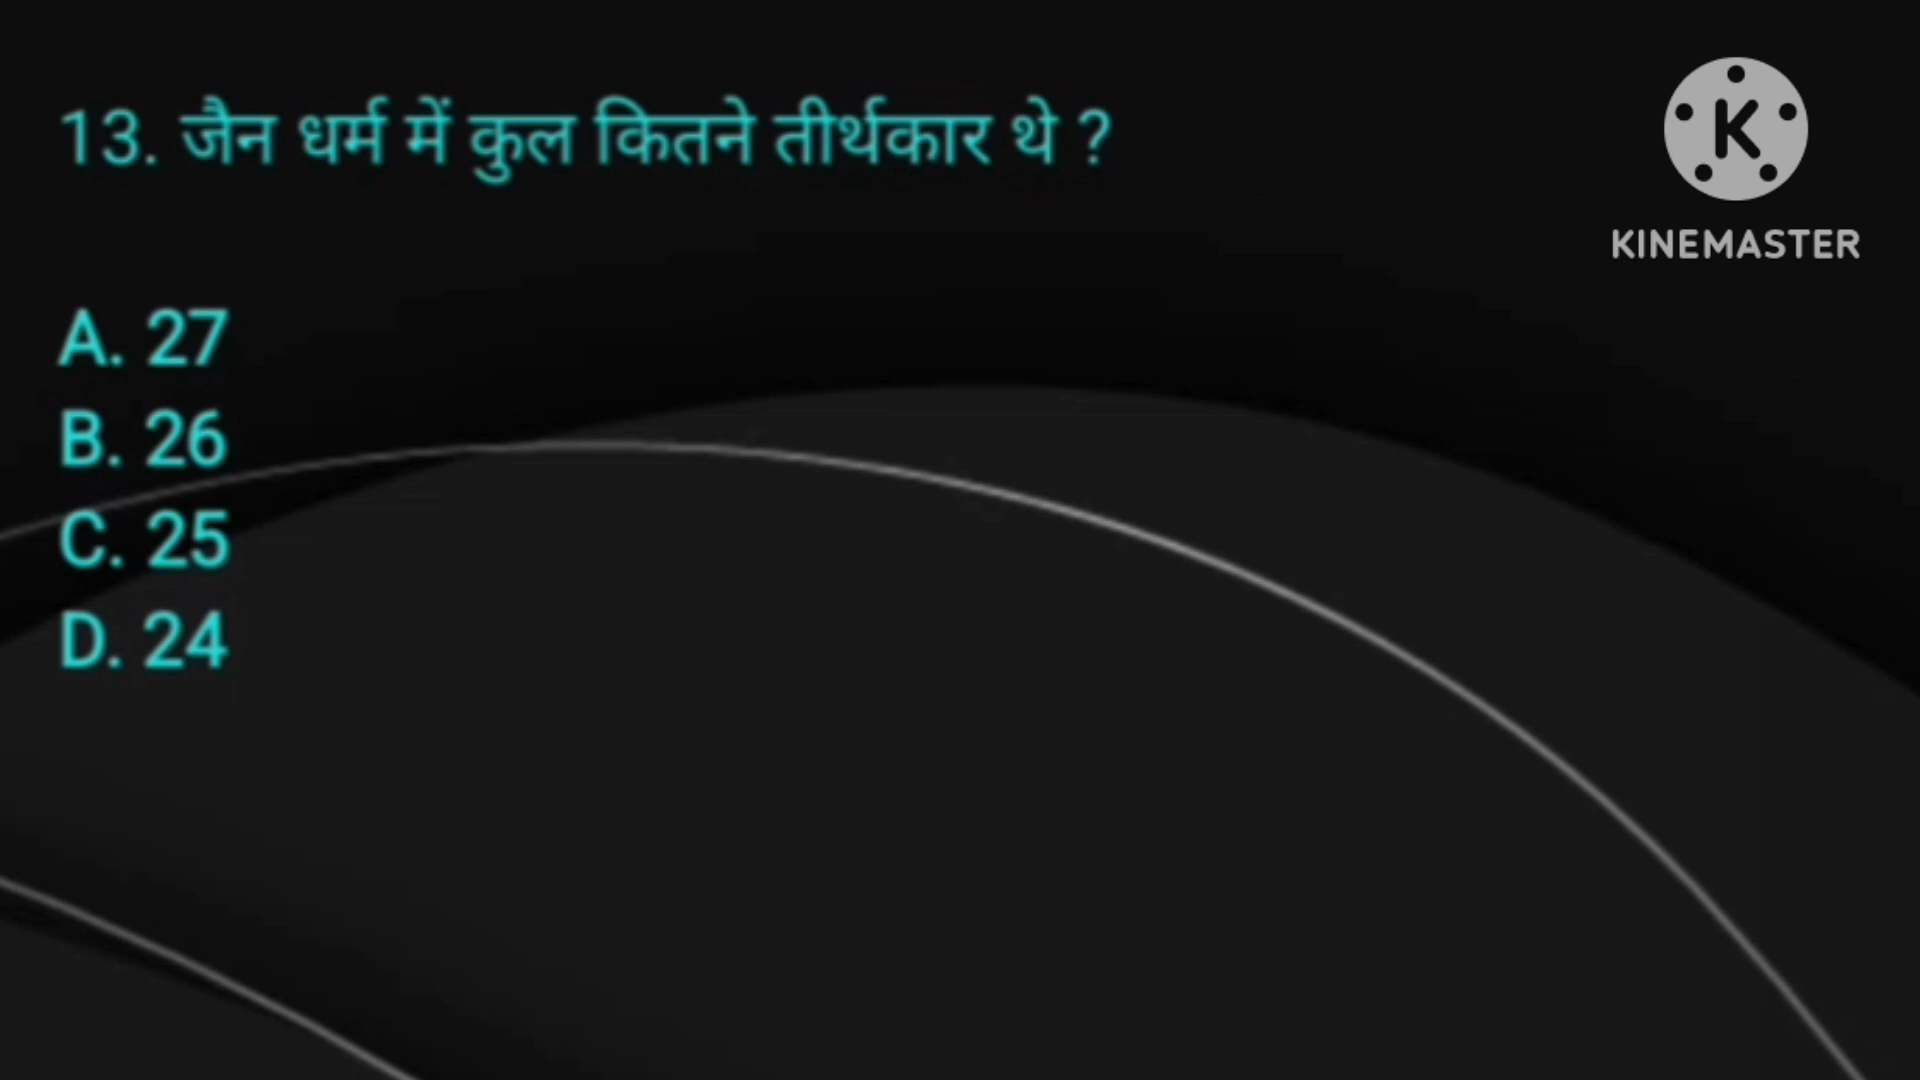 13. जैन धर्म में कुल कितने तीर्थकार थे ?
K
KINEMASTER
A. 27
B. 26
C. 25
D. 24